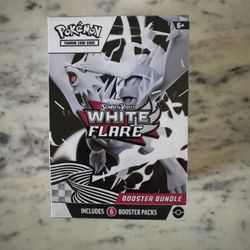 POKÉMON
TRADING CARD GAME
6+
SCARLET & VIOLET
WHITE
FLARE
BOOSTER BUNDLE
INCLUDES 6 BOOSTER PACKS